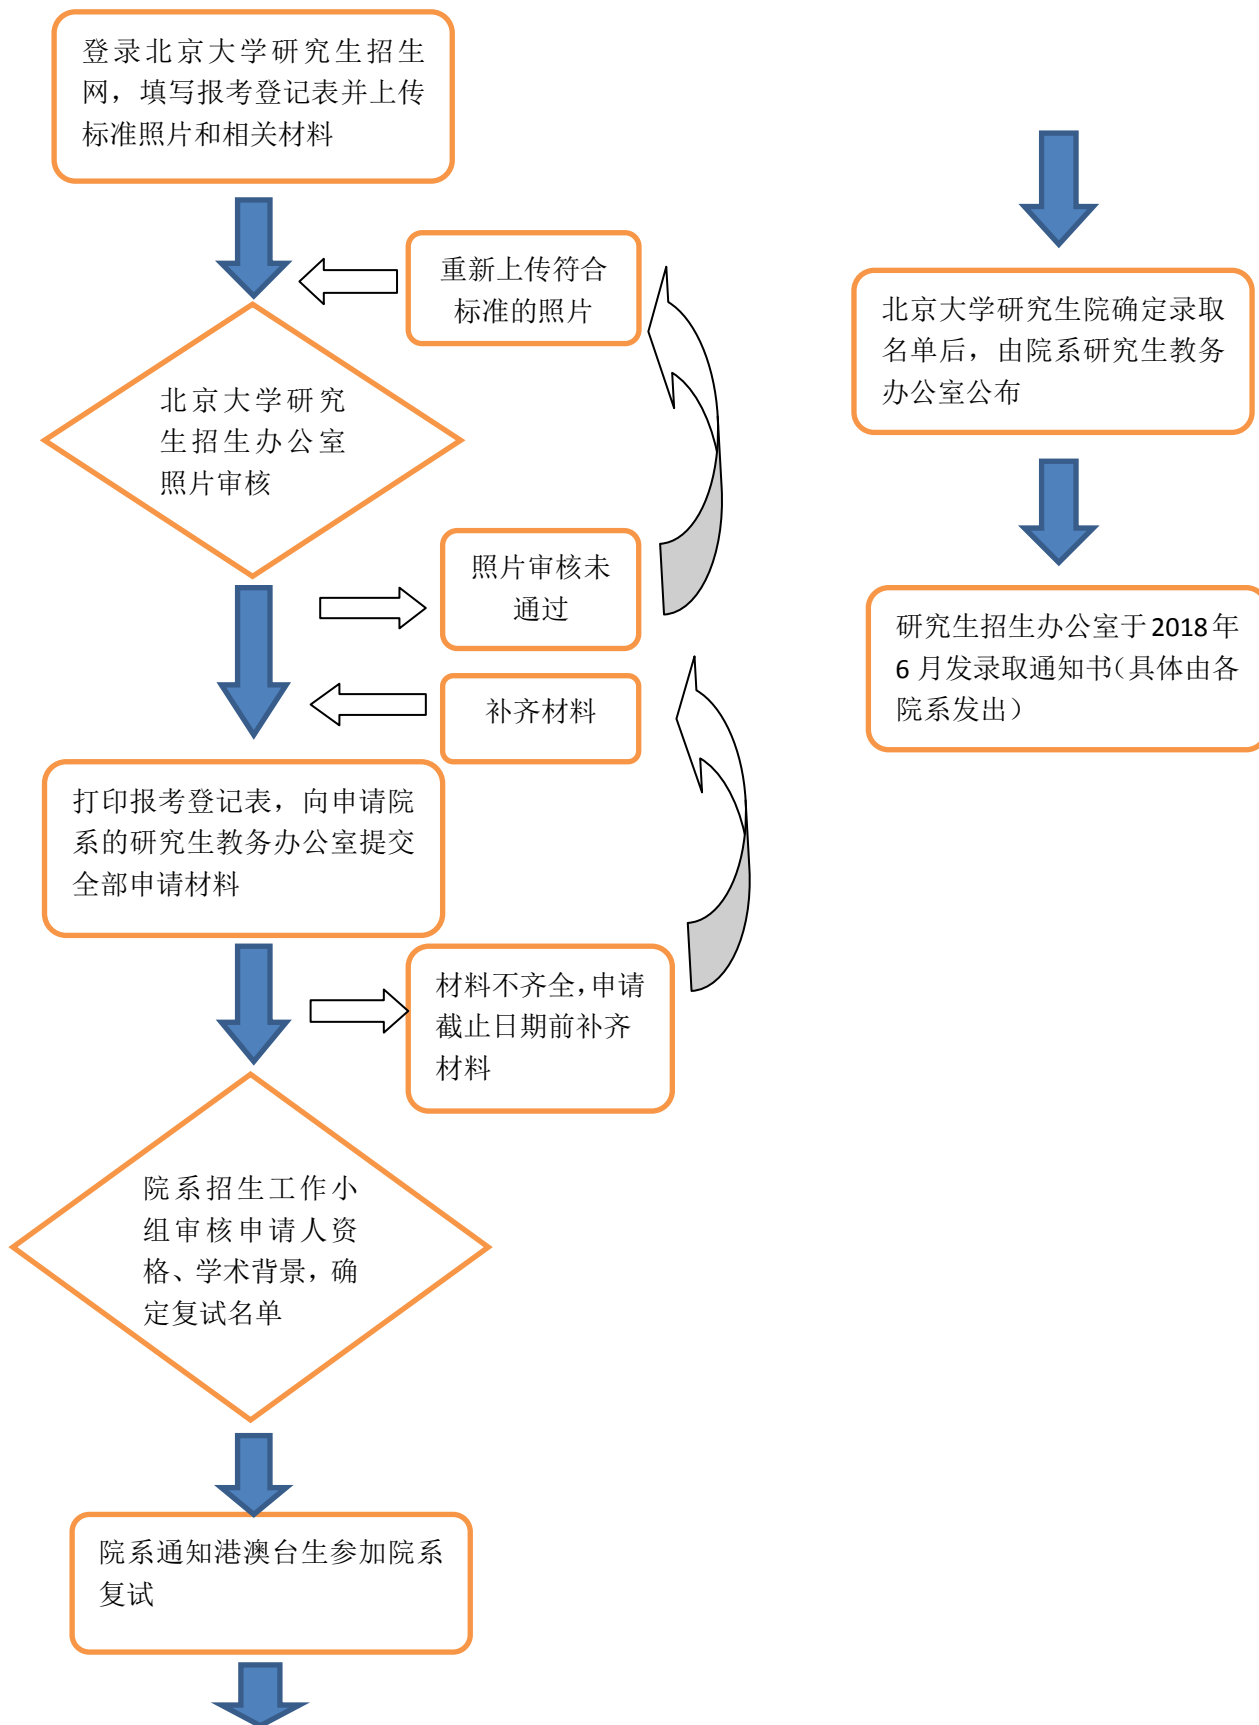 登录北京大学研究生招生
网，填写报考登记表并上传
标准照片和相关材料
重新上传符合
标准的照片
北京大学研究
生招生办公室
照片审核
照片审核未
通过
补齐材料
打印报考登记表，向申请院
系的研究生教务办公室提交
全部申请材料
材料不齐全，申请
截止日期前补齐
材料
院系招生工作小
组审核申请人资
格、学术背景，确
定复试名单
院系通知港澳台生参加院系
复试
北京大学研究生院确定录取
名单后，由院系研究生教务
办公室公布
研究生招生办公室于 2018 年
6 月发录取通知书（具体由各
院系发出）